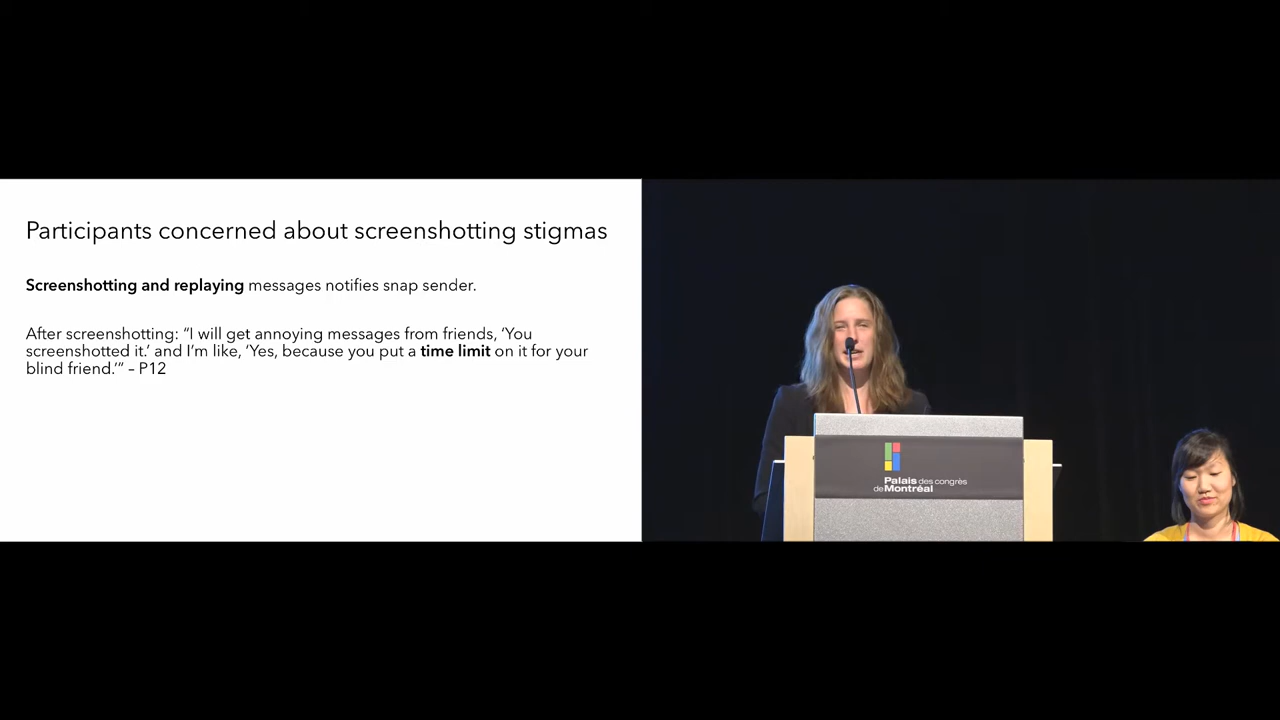 Participants concerned about screenshotting stigmas
Screenshotting and replaying messages notifies snap sender.
After screenshotting: “I will get annoying messages from friends, ‘You
screenshotted it.’ and I’m like, ‘Yes, because you put a time limit on it for your
blind friend.’” – P12
Palais des congrès
de Montréal